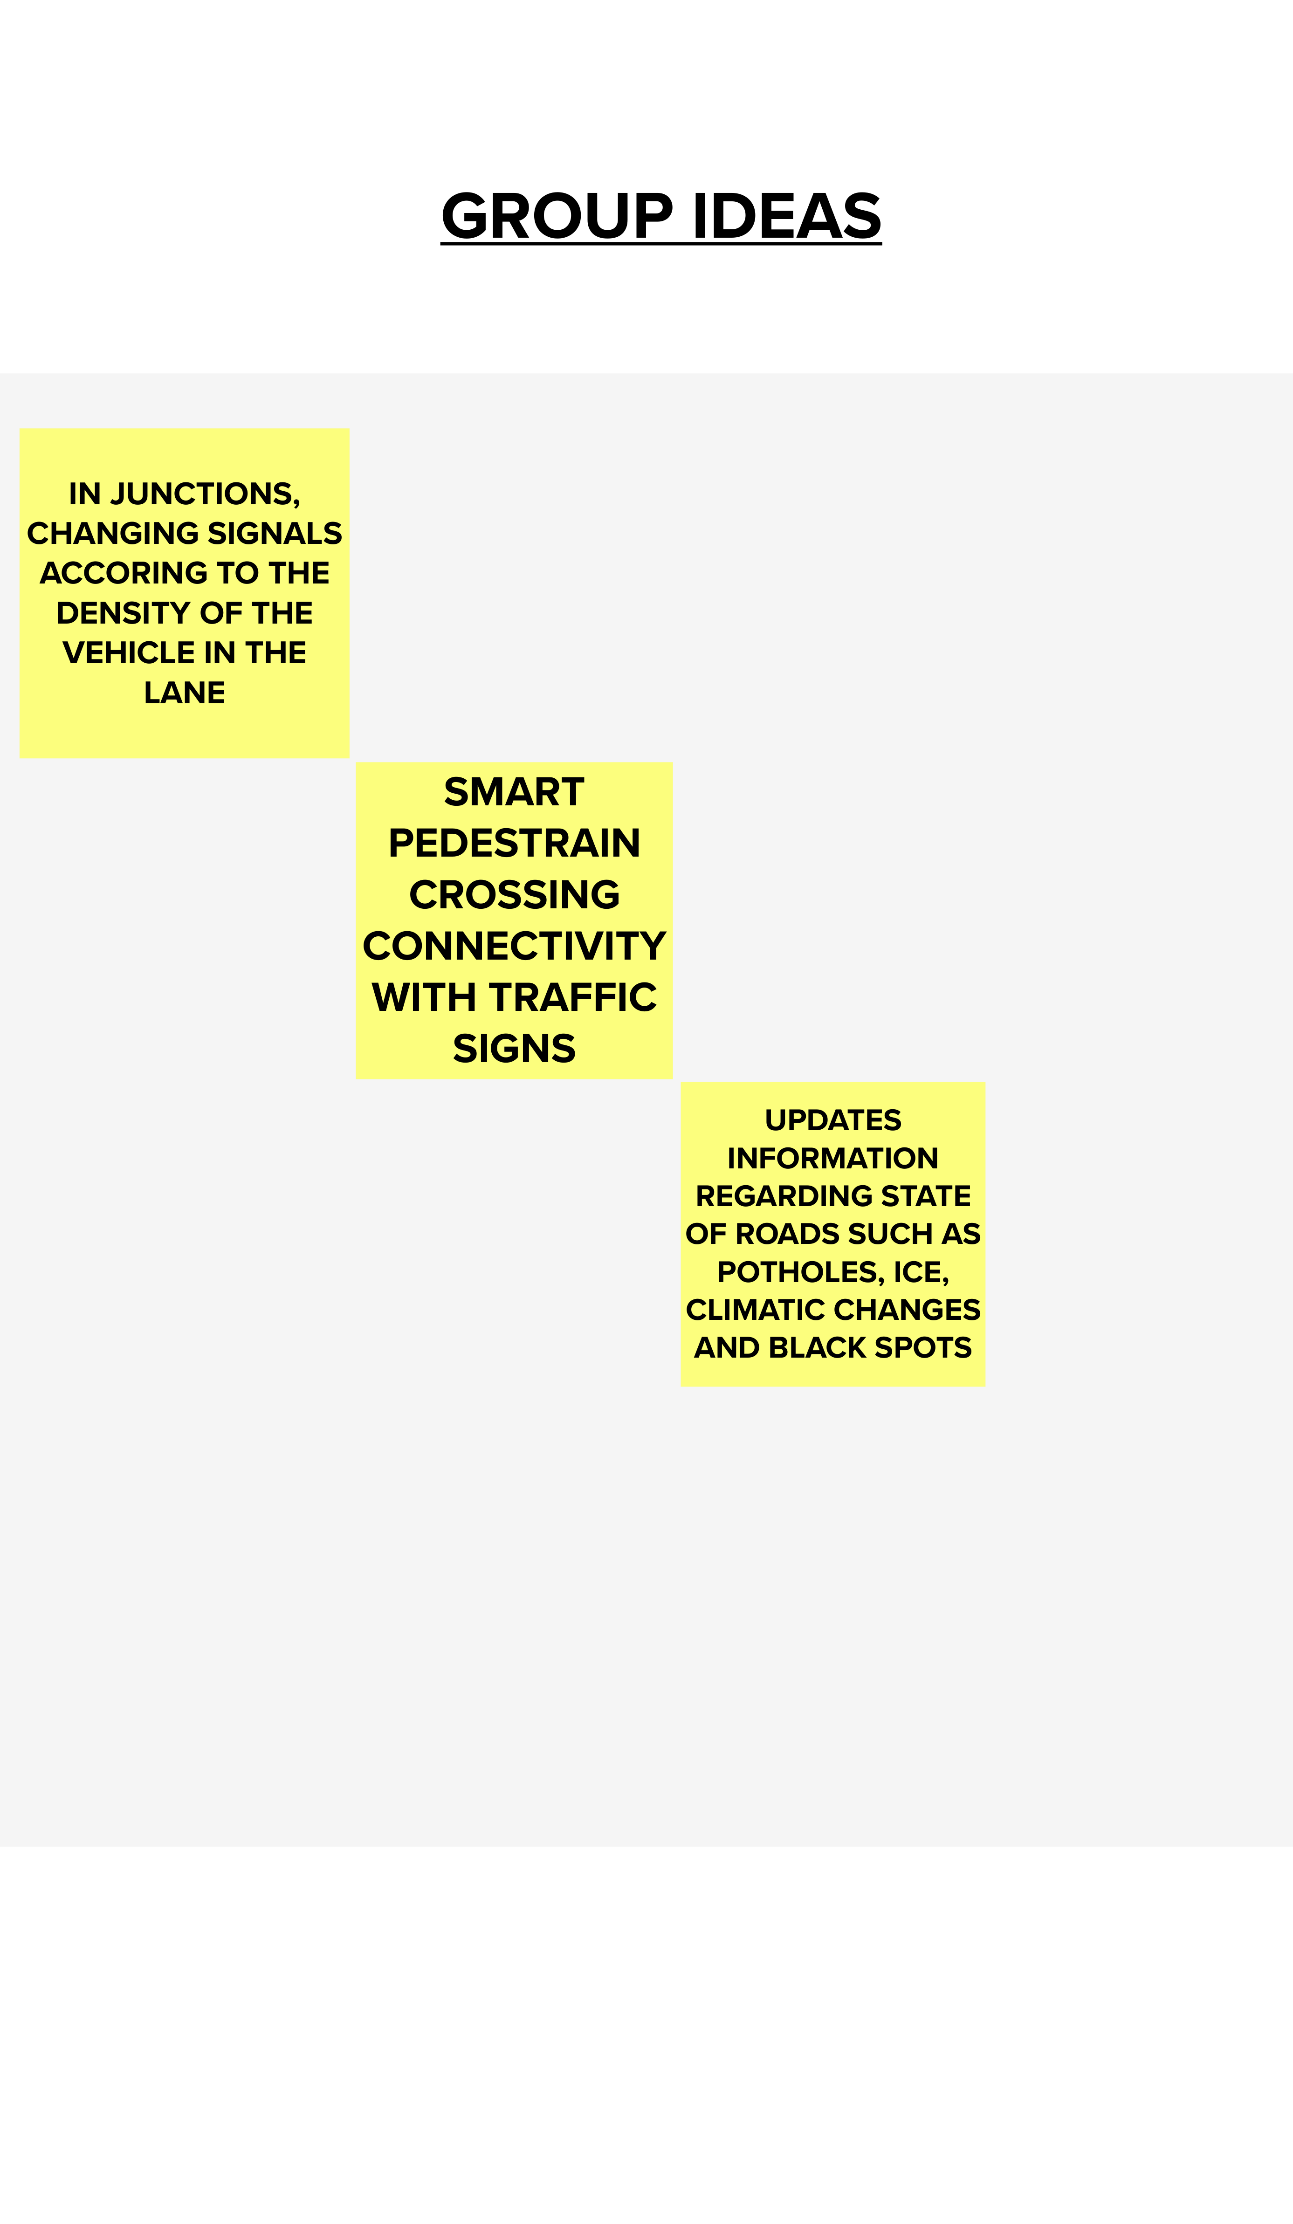 GROUP IDEAS
IN JUNCTIONS,
CHANGING SIGNALS
ACCORING TO THE
DENSITY OF THE
VEHICLE IN THE
LANE
SMART
PEDESTRAIN
CROSSING
CONNECTIVITY
WITH TRAFFIC
SIGNS
UPDATES
INFORMATION
REGARDING STATE
OF ROADS SUCH AS
POTHOLES, ICE,
CLIMATIC CHANGES
AND BLACK SPOTS